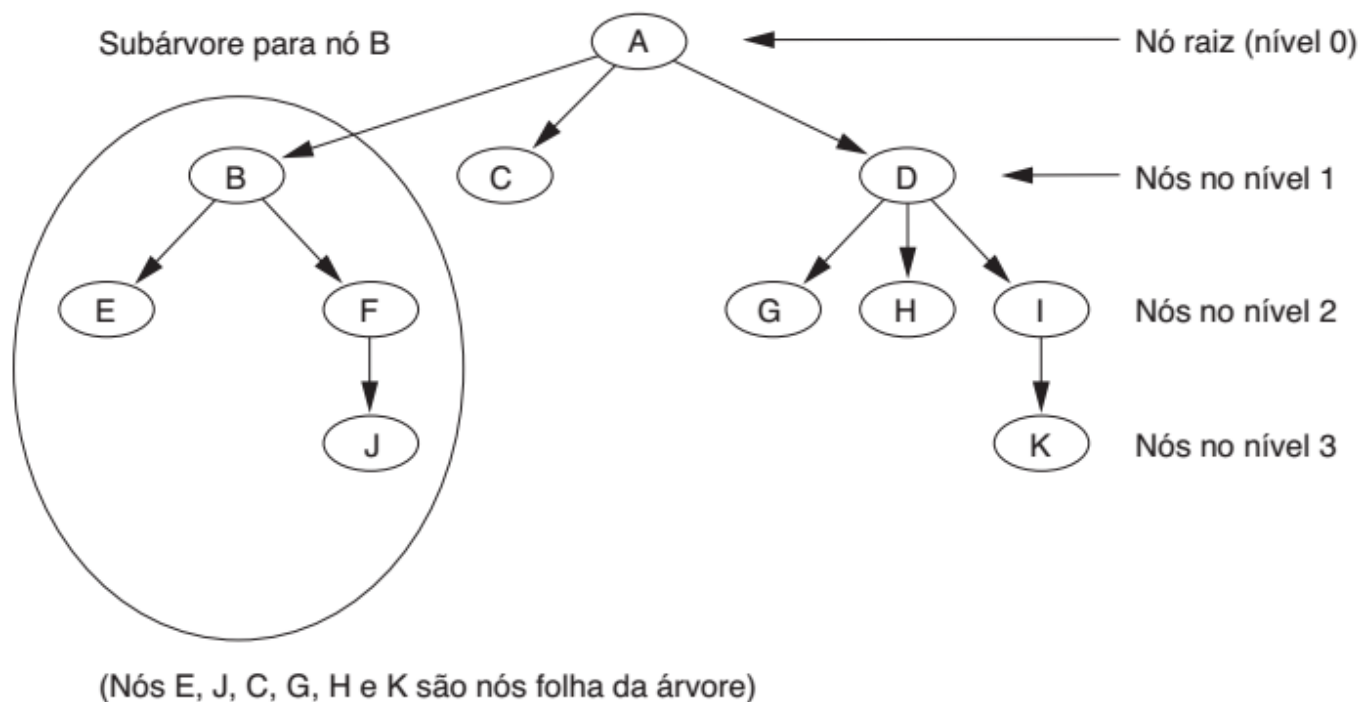 Subárvore para nó B
A
Nó raiz (nível 0)
B
C
D
Nós no nível 1
E
F
G
H
I
Nós no nível 2
J
K
Nós no nível 3
(Nós E, J, C, G, H e K são nós folha da árvore)